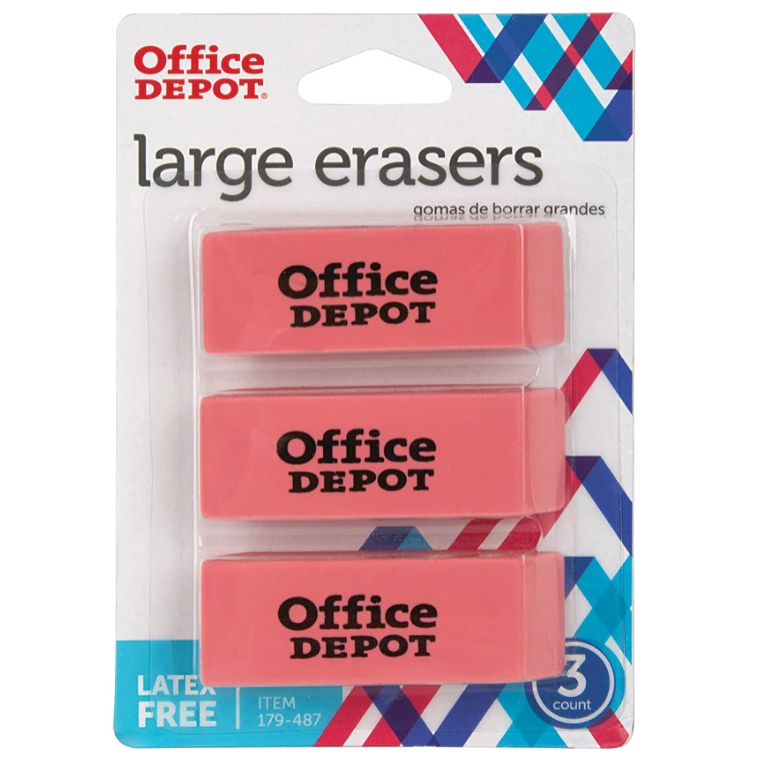 Office
DEPOT®
large erasers
gomas de borrar grandes
Office
DEPOT
Office
DEPOT
Office
DEPOT
LATEX
FREE
ITEM
179-487
3
count